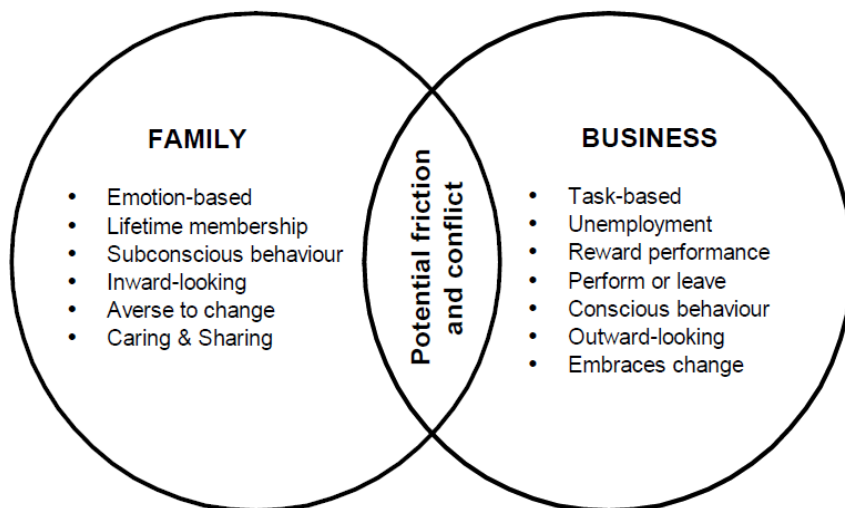 FAMILY
• Emotion-based
• Lifetime membership
• Subconscious behaviour
• Inward-looking
• Averse to change
• Caring & Sharing
Potential friction
and conflict
BUSINESS
• Task-based
• Unemployment
• Reward performance
• Perform or leave
• Conscious behaviour
• Outward-looking
• Embraces change